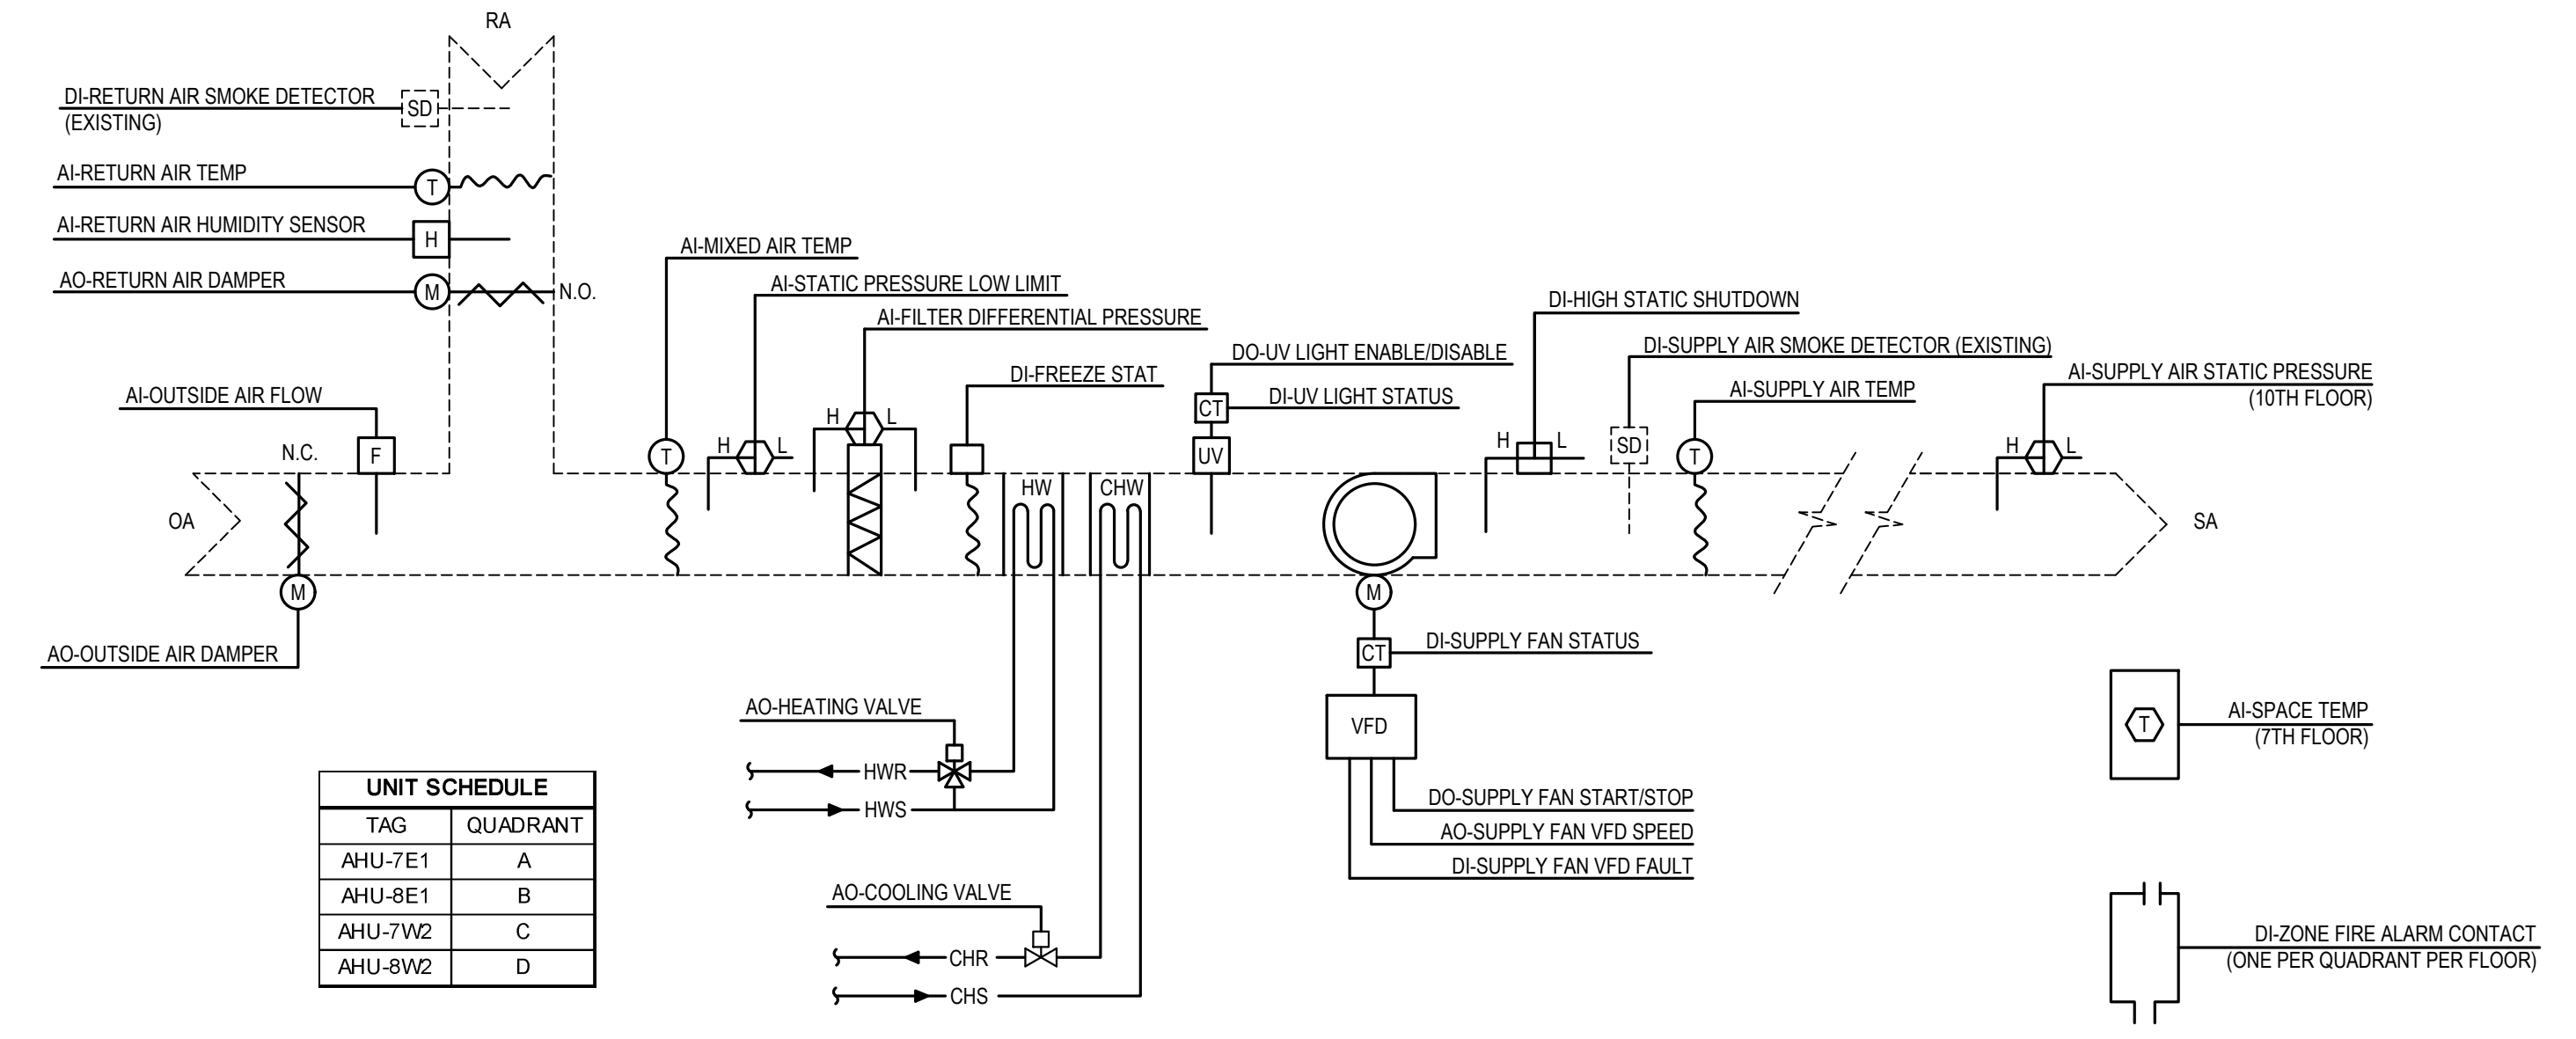 RA
DI-RETURN AIR SMOKE DETECTOR
(EXISTING)
SD
AI-RETURN AIR TEMP
T
AI-RETURN AIR HUMIDITY SENSOR
H
AO-RETURN AIR DAMPER
M
N.O.
AI-MIXED AIR TEMP
AI-STATIC PRESSURE LOW LIMIT
AI-FILTER DIFFERENTIAL PRESSURE
DI-FREEZE STAT
DO-UV LIGHT ENABLE/DISABLE
DI-UV LIGHT STATUS
CT
UV
DI-HIGH STATIC SHUTDOWN
DI-SUPPLY AIR SMOKE DETECTOR (EXISTING)
AI-SUPPLY AIR TEMP
AI-SUPPLY AIR STATIC PRESSURE
(10TH FLOOR)
AI-OUTSIDE AIR FLOW
N.C.
F
T
H
L
H
L
H
L
SD
T
H
L
OA
HW
CHW
SA
M
M
AO-OUTSIDE AIR DAMPER
CT
DI-SUPPLY FAN STATUS
VFD
DO-SUPPLY FAN START/STOP
AO-SUPPLY FAN VFD SPEED
DI-SUPPLY FAN VFD FAULT
AO-HEATING VALVE
HWR
HWS
AO-COOLING VALVE
CHR
CHS
T
AI-SPACE TEMP
(7TH FLOOR)
DI-ZONE FIRE ALARM CONTACT
(ONE PER QUADRANT PER FLOOR)
UNIT SCHEDULE
TAG QUADRANT
AHU-7E1 A
AHU-8E1 B
AHU-7W2 C
AHU-8W2 D